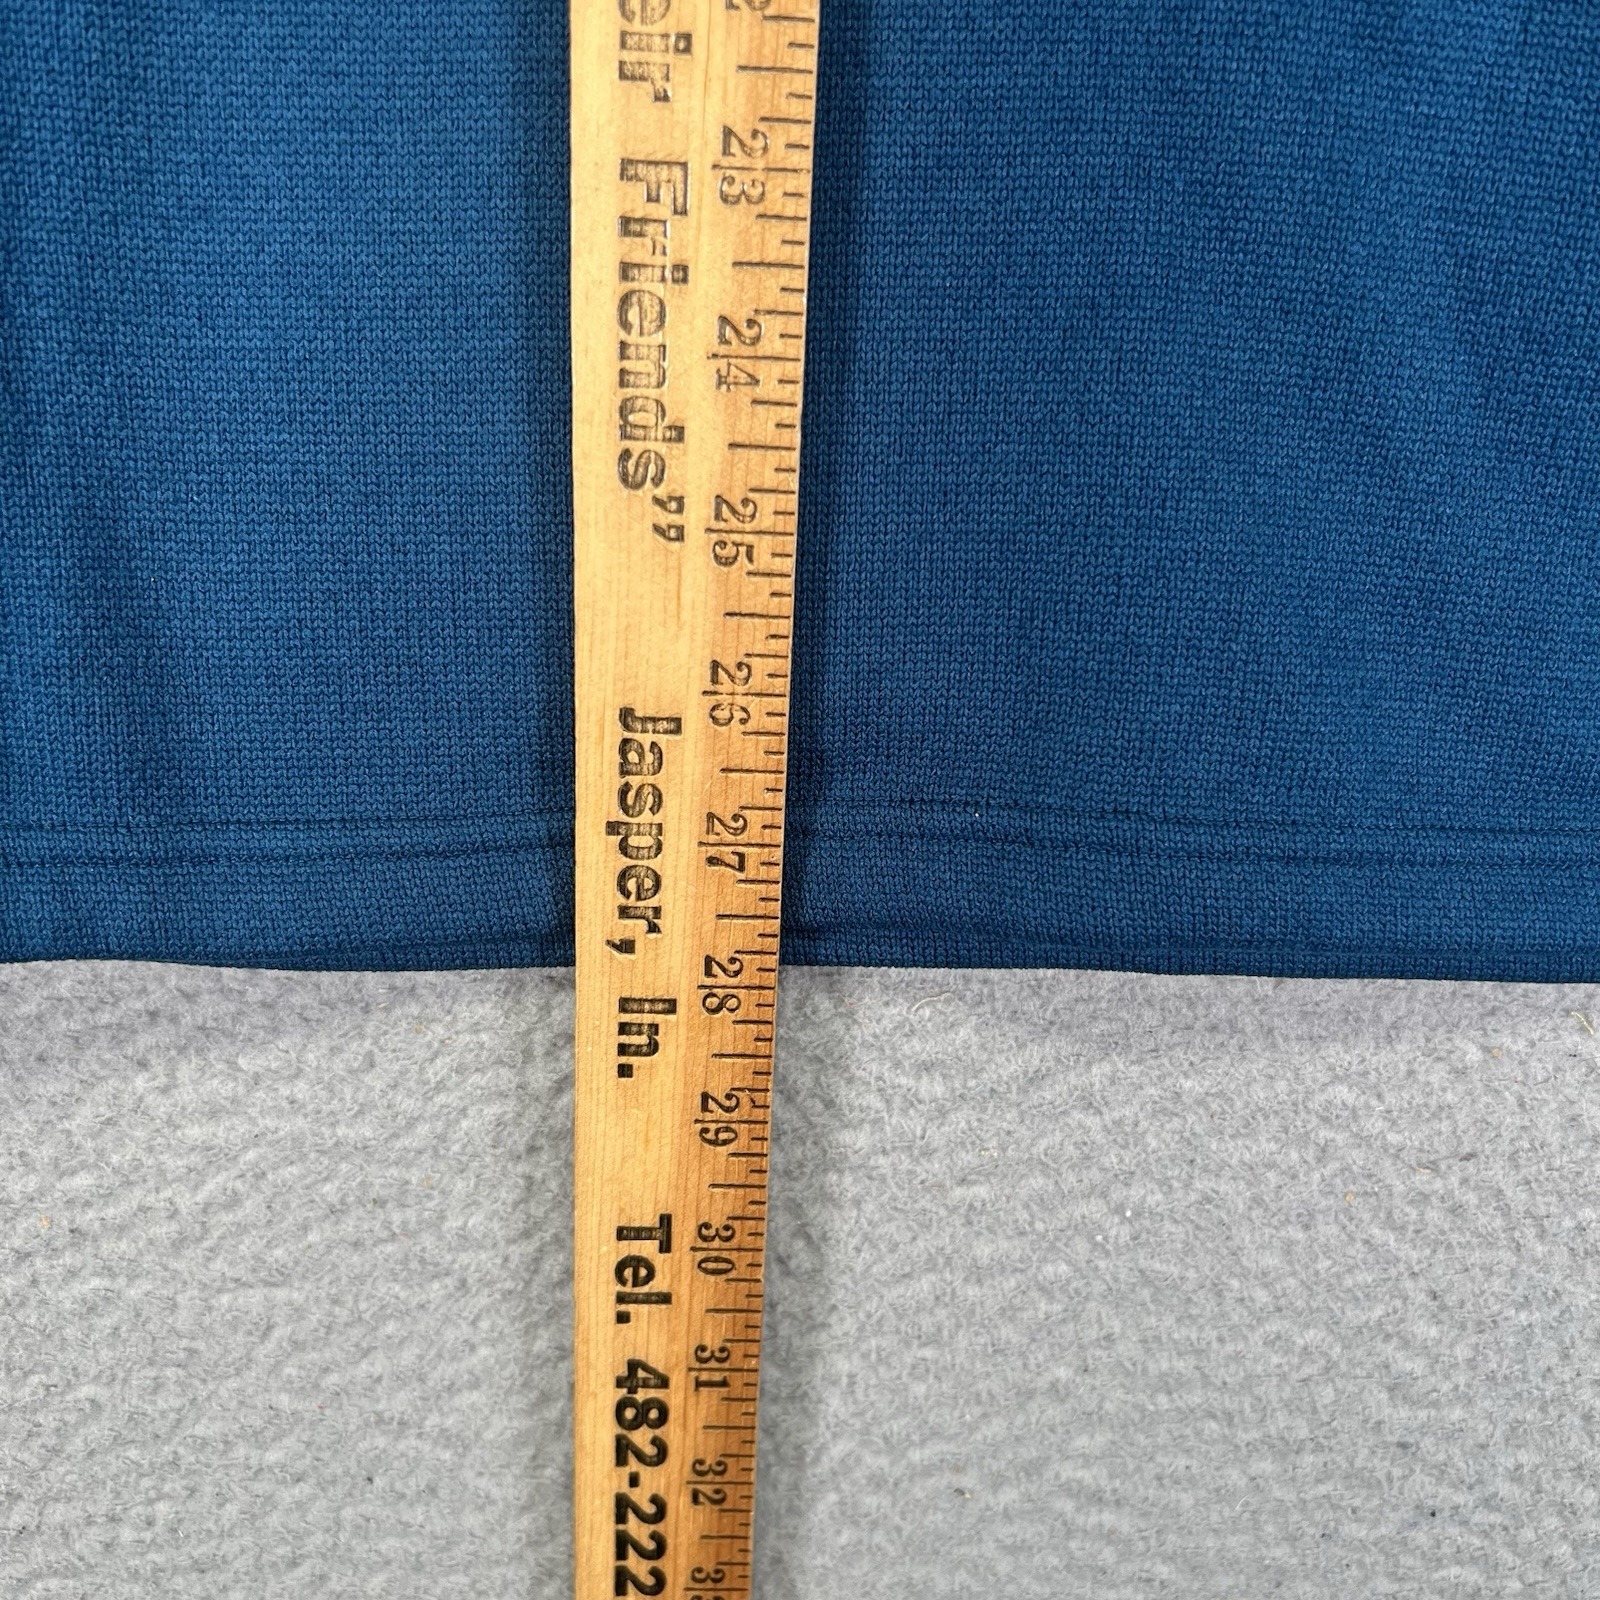 eir Friends” Jasper, In. Tel. 482-222
23 24 25 26 27 28 29 30 31 32